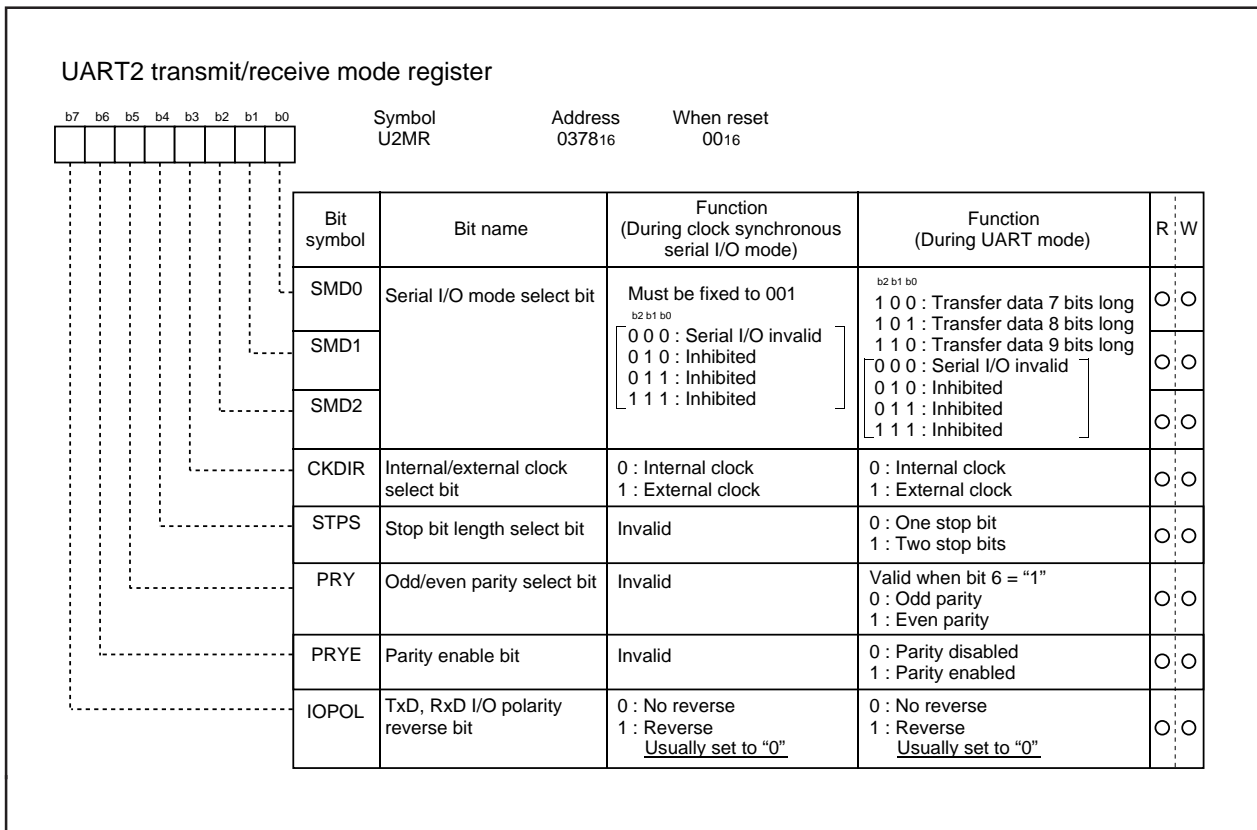 UART2 transmit/receive mode register
b7 b6 b5 b4 b3 b2 b1 b0
Symbol Address When reset
U2MR 037816 0016
Bit symbol Bit name Function (During clock synchronous serial I/O mode) Function (During UART mode) R W
SMD0 Serial I/O mode select bit
SMD1
SMD2
Must be fixed to 001
b2 b1 b0
0 0 0 : Serial I/O invalid
0 1 0 : Inhibited
0 1 1 : Inhibited
1 1 1 : Inhibited
b2 b1 b0
1 0 0 : Transfer data 7 bits long
1 0 1 : Transfer data 8 bits long
1 1 0 : Transfer data 9 bits long
0 0 0 : Serial I/O invalid
0 1 0 : Inhibited
0 1 1 : Inhibited
1 1 1 : Inhibited
CKDIR Internal/external clock select bit
0 : Internal clock
1 : External clock
0 : Internal clock
1 : External clock
STPS Stop bit length select bit Invalid
0 : One stop bit
1 : Two stop bits
PRY Odd/even parity select bit Invalid
Valid when bit 6 = “1”
0 : Odd parity
1 : Even parity
PRYE Parity enable bit Invalid
0 : Parity disabled
1 : Parity enabled
IOPOL TxD, RxD I/O polarity reverse bit
0 : No reverse
1 : Reverse
Usually set to “0”
0 : No reverse
1 : Reverse
Usually set to “0”